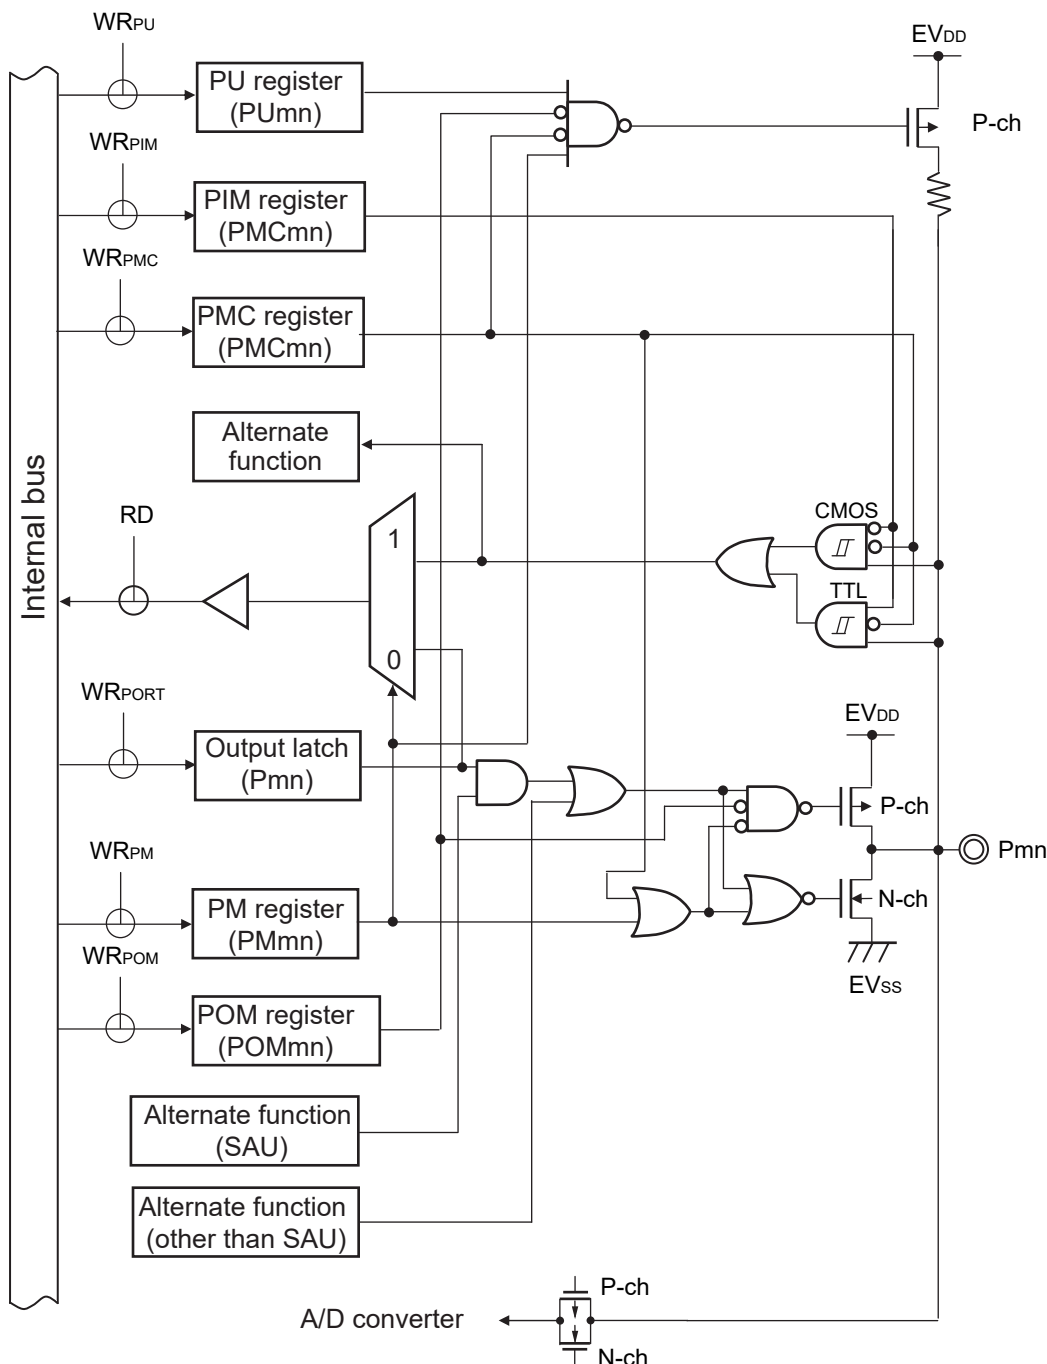 WRPU
EVDD
PU register
(PUmn)
P-ch
WRPIM
PIM register
(PMCmn)
WRPMC
PMC register
(PMCmn)
Alternate
function
Internal bus
RD
1
0
CMOS
TTL
WRPORT
Output latch
(Pmn)
EVDD
P-ch
Pmn
N-ch
EVSS
WRPM
PM register
(PMmn)
WRPOM
POM register
(POMmn)
Alternate function
(SAU)
Alternate function
(other than SAU)
P-ch
A/D converter
N-ch